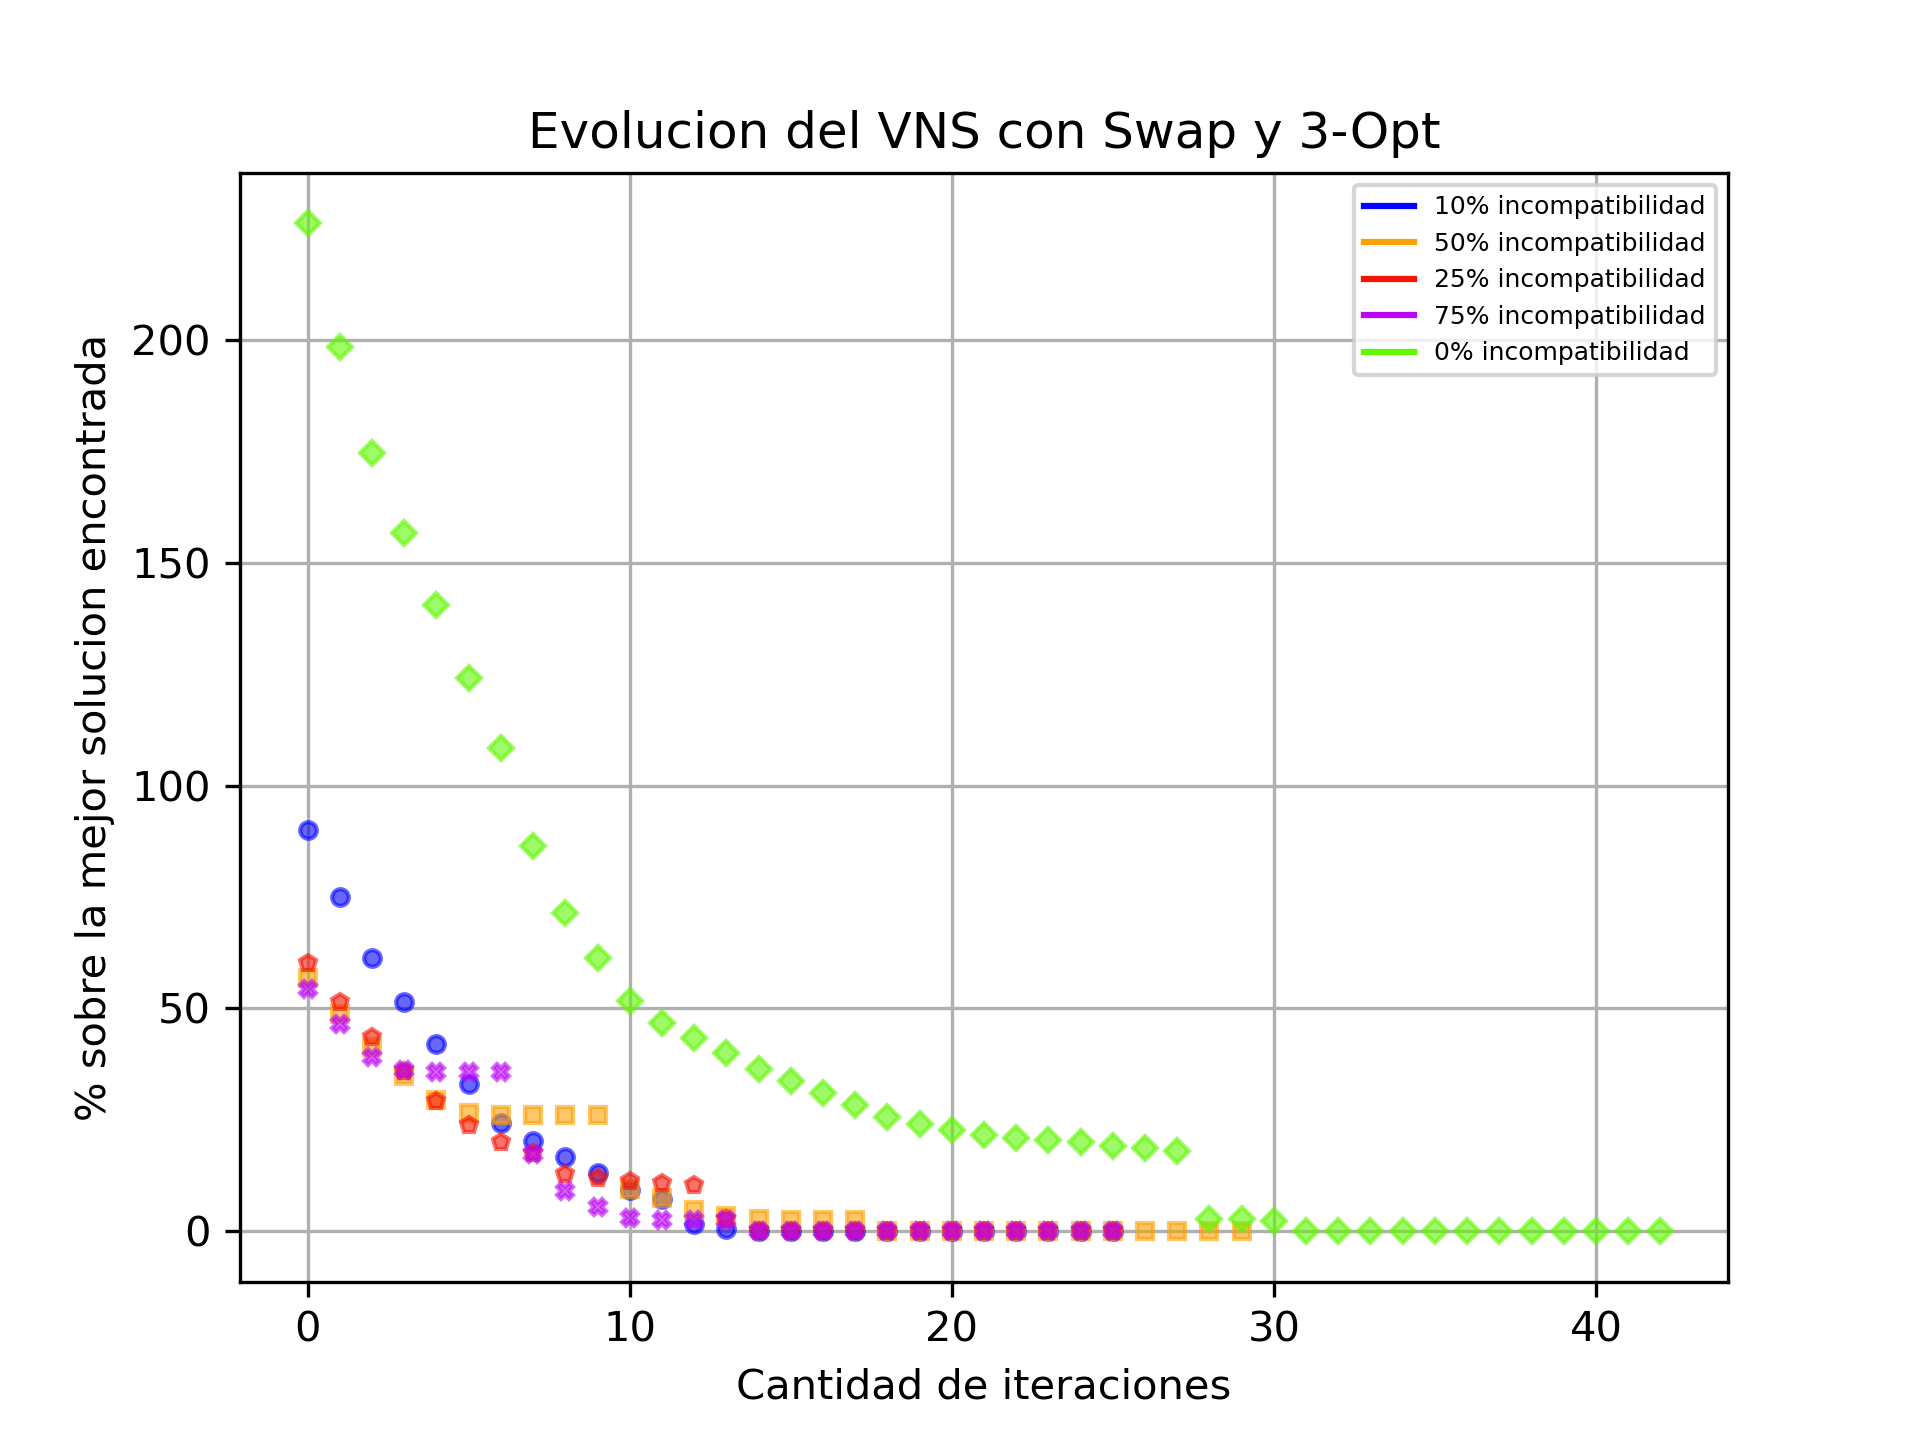 Evolucion del VNS con Swap y 3-Opt
10% incompatibilidad
50% incompatibilidad
25% incompatibilidad
75% incompatibilidad
0% incompatibilidad
% sobre la mejor solucion encontrada
200
150
100
50
0
0 10 20 30 40
Cantidad de iteraciones